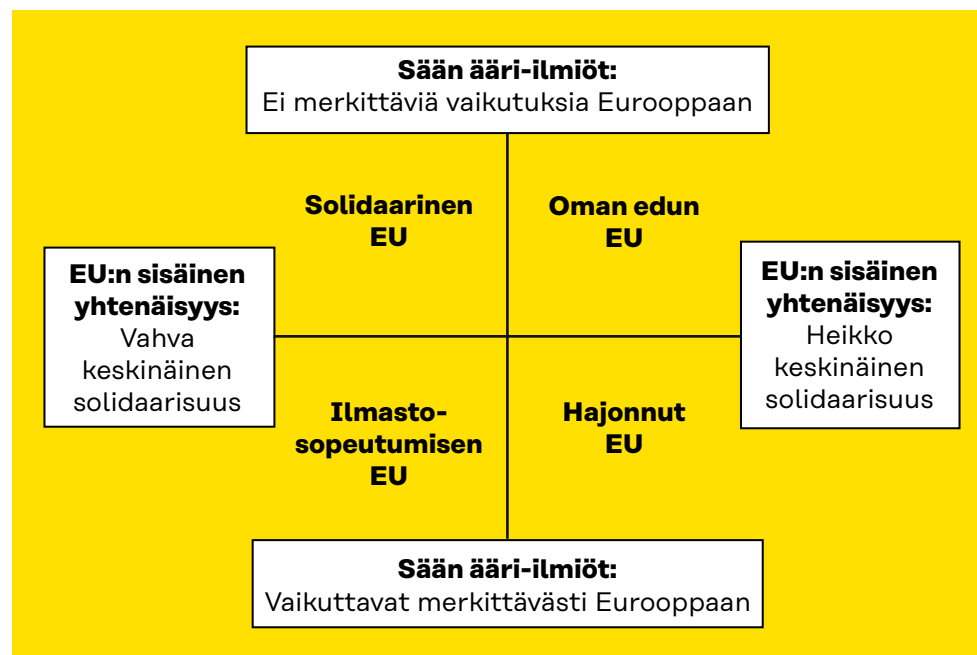 Sään ääri-ilmiöt:
Ei merkittäviä vaikutuksia Eurooppaan
Solidaarinen
EU
Oman edun
EU
EU:n sisäinen
yhtenäisyys:
Vahva
keskinäinen
solidaarisuus
EU:n sisäinen
yhtenäisyys:
Heikko
keskinäinen
solidaarisuus
Ilmasto-
sopeutumisen
EU
Hajonnut
EU
Sään ääri-ilmiöt:
Vaikuttavat merkittävästi Eurooppaan